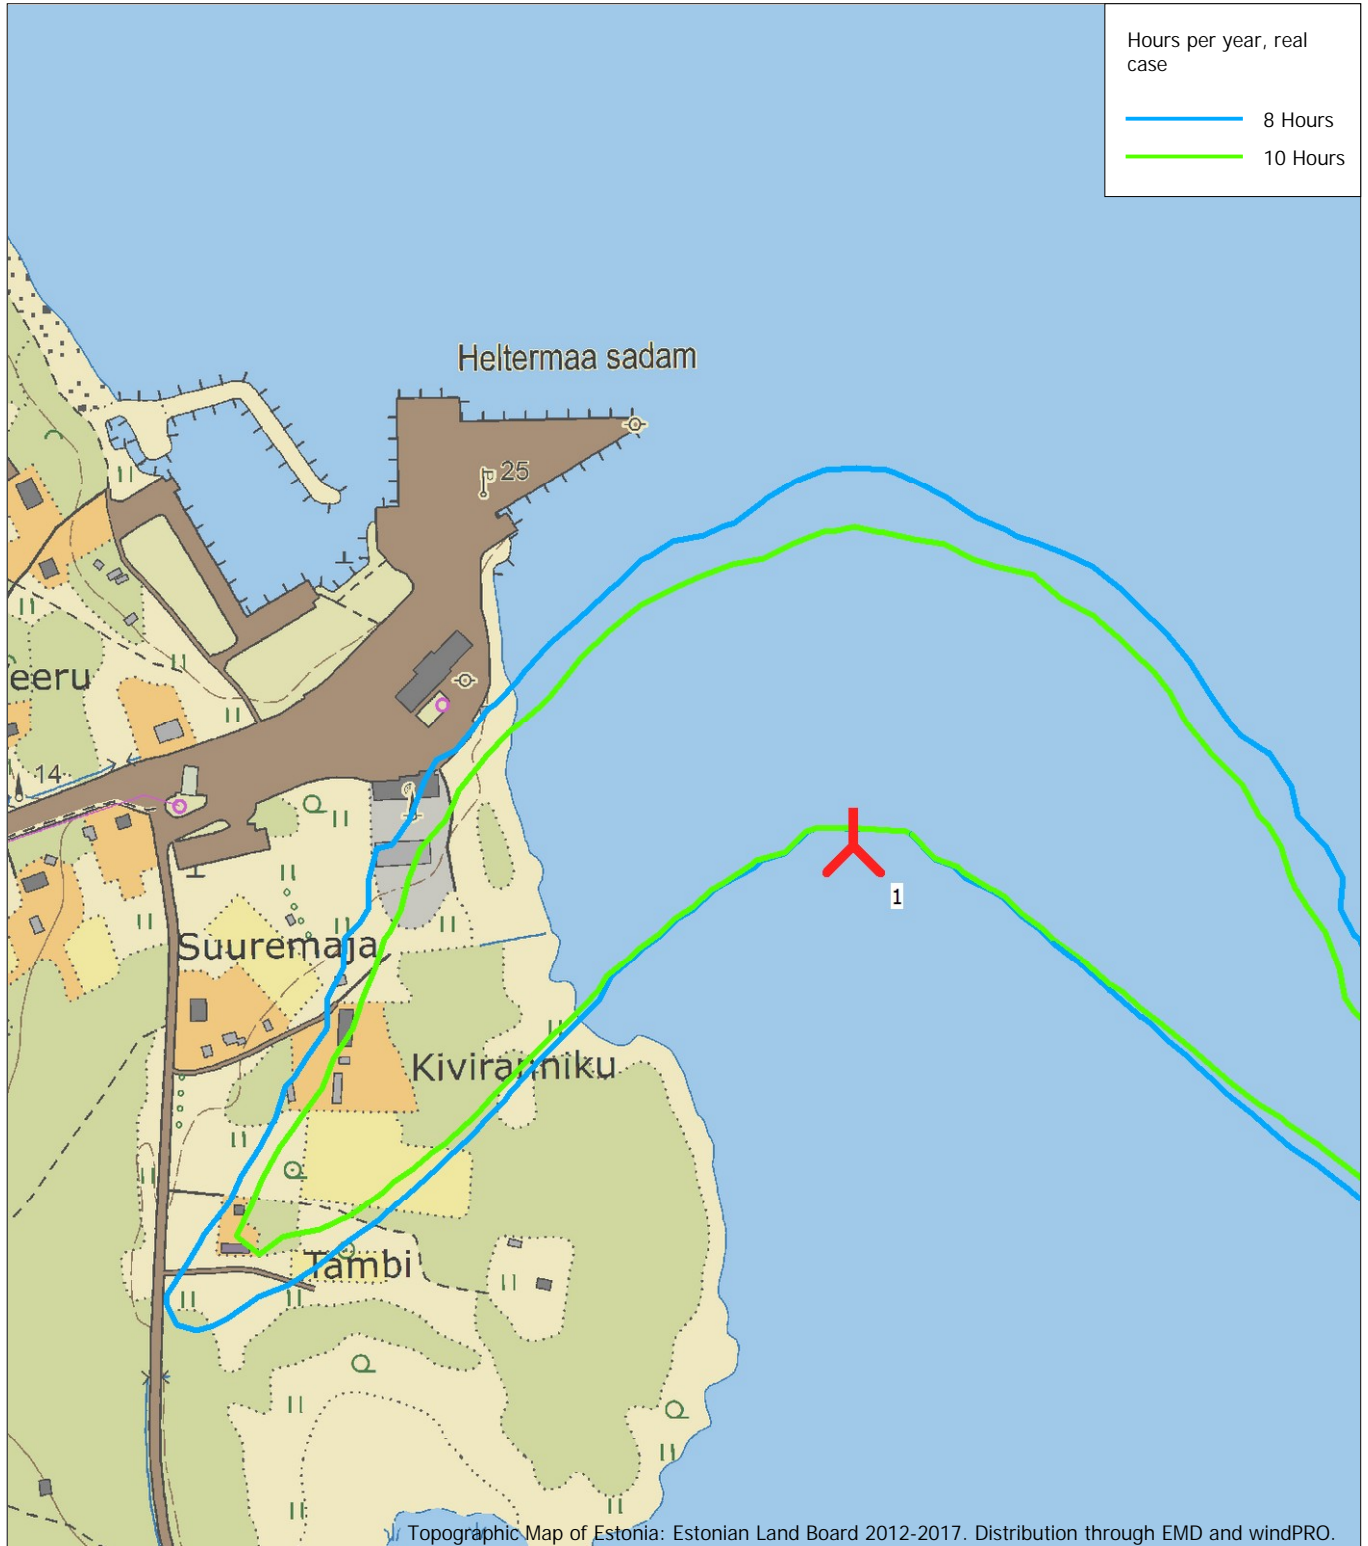 Hours per year, real
case
8 Hours
10 Hours
Heltermaa sadam
25
eeru
14
1
Suuremaja
Kiviranniku
Tambi
Topographic Map of Estonia: Estonian Land Board 2012-2017. Distribution through EMD and windPRO.